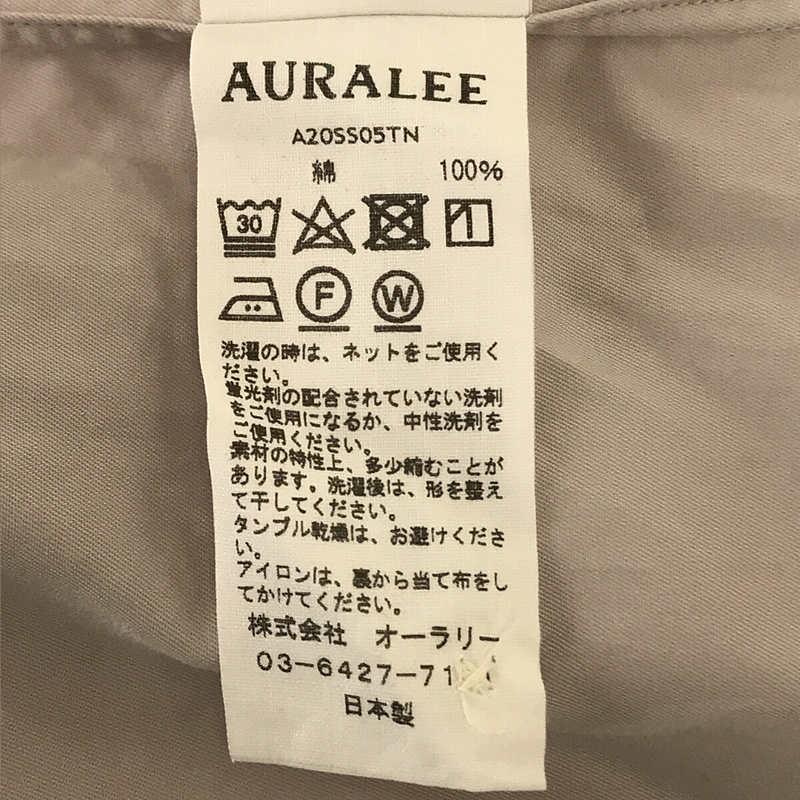 AURALEE
A20SS05TN
綿 100%
30
F W
洗濯の時は、ネットをご使用く
ださい。
蛍光剤の配合されていない洗剤
をご使用になるか、中性洗剤を
ご使用ください。
素材の特性上、多少縮むことが
あります。洗濯後は、形を整え
て干してください。
タンブル乾燥は、お避けくださ
い。
アイロンは、裏から当て布をし
てかけてください。
株式会社 オーラリー
03-6427-71
日本製